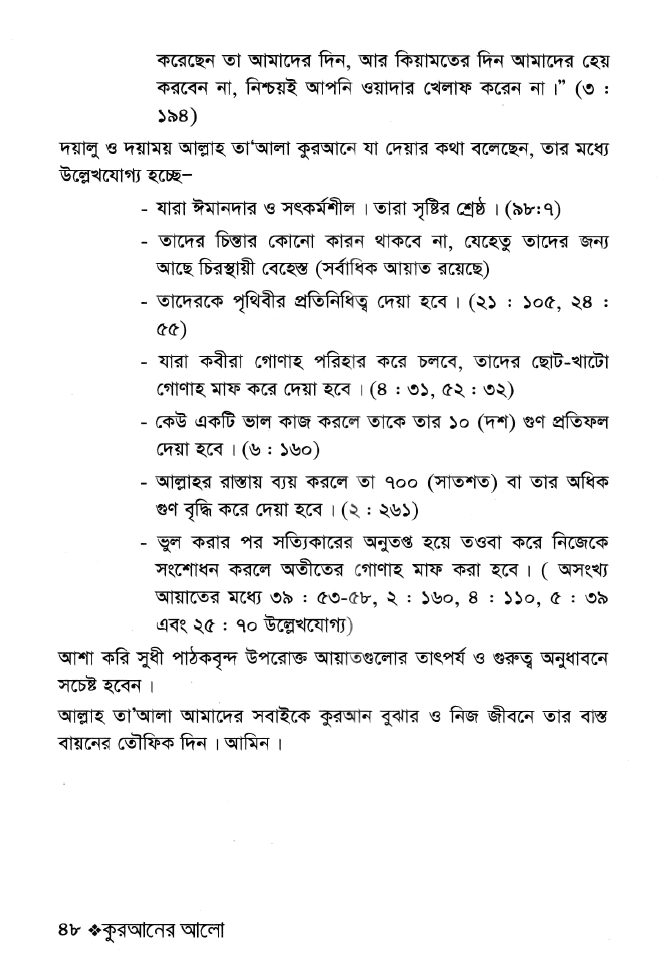 করেছেন তা আমাদের দিন, আর কিয়ামতের দিন আমাদের হেয়
করবেন না, নিশ্চয়ই আপনি ওয়াদার খেলাফ করেন না।” (৩ :
১৯৪)
দয়ালু ও দয়াময় আল্লাহ তা‘আলা কুরআনে যা দেয়ার কথা বলেছেন, তার মধ্যে
উল্লেখযোগ্য হচ্ছে–
- যারা ঈমানদার ও সৎকর্মশীল। তারা সৃষ্টির শ্রেষ্ঠ। (৯৮:৭)
- তাদের চিন্তার কোনো কারন থাকবে না, যেহেতু তাদের জন্য
আছে চিরস্থায়ী বেহেস্ত (সর্বাধিক আয়াত রয়েছে)
- তাদেরকে পৃথিবীর প্রতিনিধিত্ব দেয়া হবে। (২১ : ১০৫, ২৪ :
৫৫)
- যারা কবীরা গোণাহ পরিহার করে চলবে, তাদের ছোট-খাটো
গোণাহ মাফ করে দেয়া হবে। (৪ : ৩১, ৫২ : ৩২)
- কেউ একটি ভাল কাজ করলে তাকে তার ১০ (দশ) গুণ প্রতিফল
দেয়া হবে। (৬ : ১৬০)
- আল্লাহর রাস্তায় ব্যয় করলে তা ৭০০ (সাতশত) বা তার অধিক
গুণ বৃদ্ধি করে দেয়া হবে। (২ : ২৬১)
- ভুল করার পর সত্যিকারের অনুতপ্ত হয়ে তওবা করে নিজেকে
সংশোধন করলে অতীতের গোণাহ মাফ করা হবে। ( অসংখ্য
আয়াতের মধ্যে ৩৯ : ৫৩-৫৮, ২ : ১৬০, ৪ : ১১০, ৫ : ৩৯
এবং ২৫ : ৭০ উল্লেখযোগ্য)
আশা করি সুধী পাঠকবৃন্দ উপরোক্ত আয়াতগুলোর তাৎপর্য ও গুরুত্ব অনুধাবনে
সচেষ্ট হবেন।
আল্লাহ তা'আলা আমাদের সবাইকে কুরআন বুঝার ও নিজ জীবনে তার বাস্ত
বায়নের তৌফিক দিন। আমিন।
৪৮ ❖কুরআনের আলো